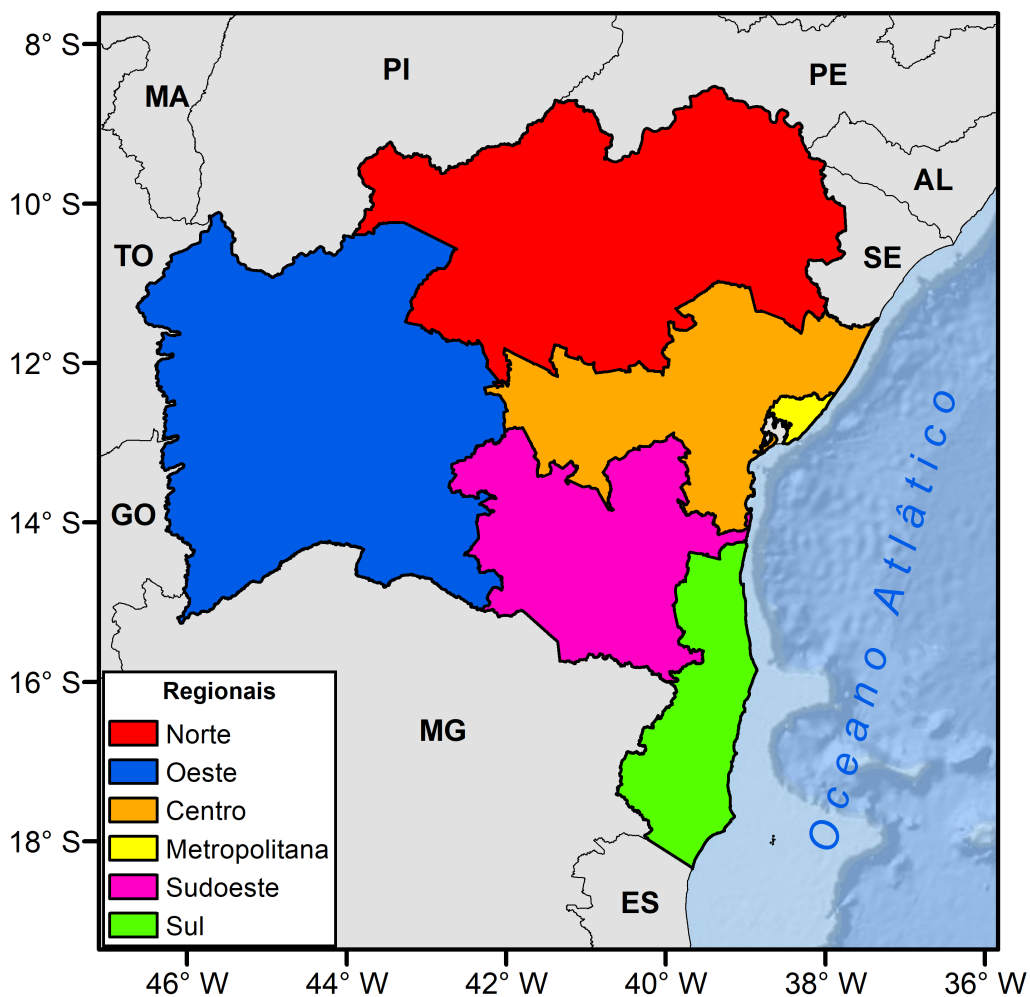 8° S
10° S
12° S
14° S
16° S
18° S
MA
PI
PE
AL
SE
TO
GO
MG
ES
Oceano Atlâtico
Regionais
Norte
Oeste
Centro
Metropolitana
Sudoeste
Sul
46° W
44° W
42° W
40° W
38° W
36° W